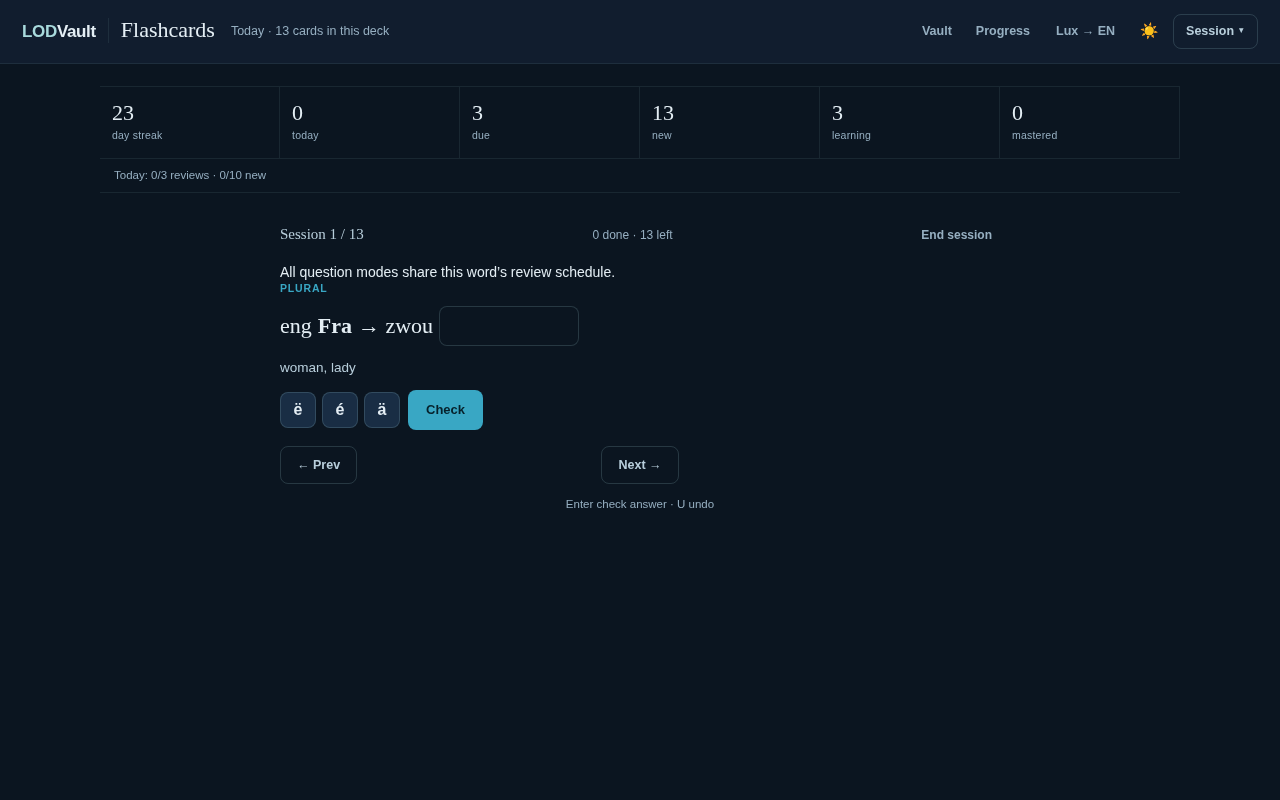 LODVault Flashcards Today · 13 cards in this deck Vault Progress Lux → EN ☀️ Session ▾
23 0 3 13 3 0
day streak today due new learning mastered
Today: 0/3 reviews · 0/10 new
Session 1 / 13 0 done · 13 left End session
All question modes share this word’s review schedule.
PLURAL
eng Fra → zwou
woman, lady
ë é ä Check
← Prev Next →
Enter check answer · U undo